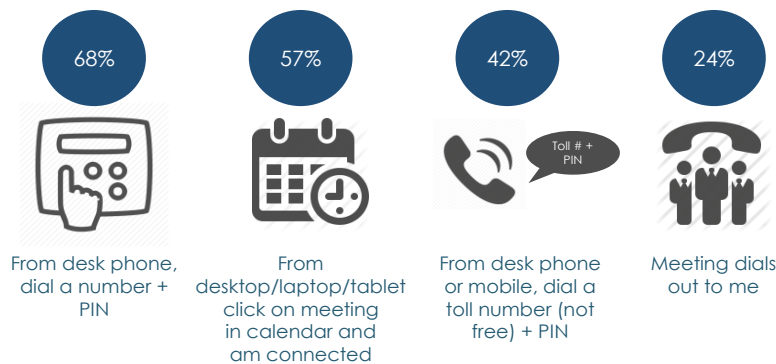 68%
57%
42%
24%
Toll # +
PIN
From desk phone,
dial a number +
PIN
From
desktop/laptop/tablet
click on meeting
in calendar and
am connected
From desk phone
or mobile, dial a
toll number (not
free) + PIN
Meeting dials
out to me